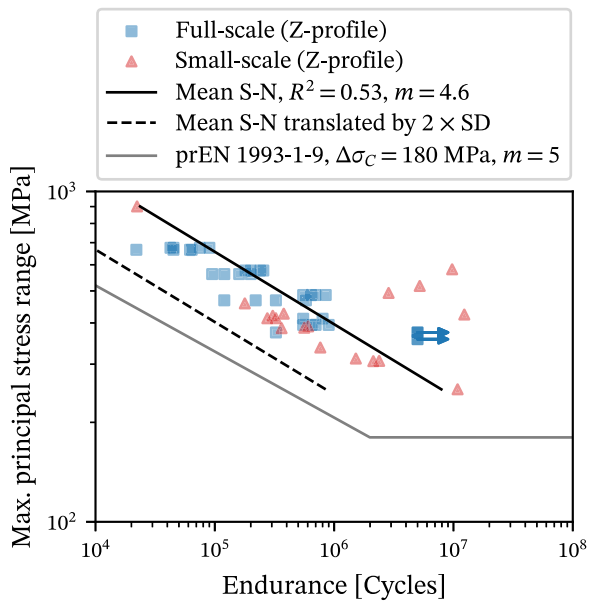 Full-scale (Z-profile)
Small-scale (Z-profile)
Mean S-N, R² = 0.53, m = 4.6
Mean S-N translated by 2 × SD
prEN 1993-1-9, Δσ_C = 180 MPa, m = 5
Max. principal stress range [MPa]
10³
10²
10⁴
10⁵
10⁶
10⁷
10⁸
Endurance [Cycles]